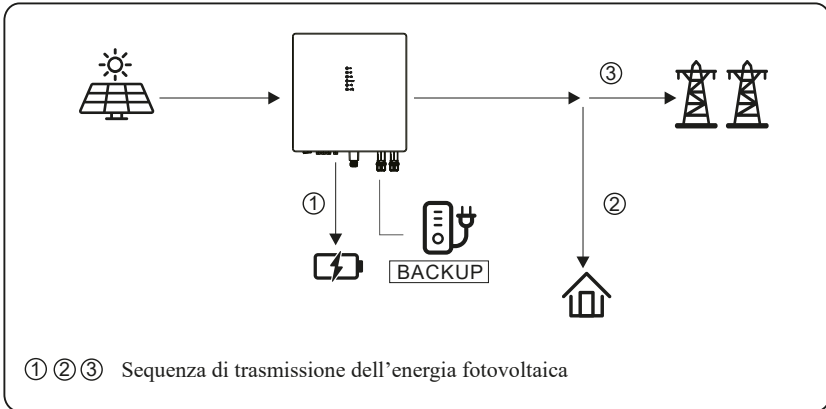 ③
①
②
BACKUP
① ② ③ Sequenza di trasmissione dell’energia fotovoltaica